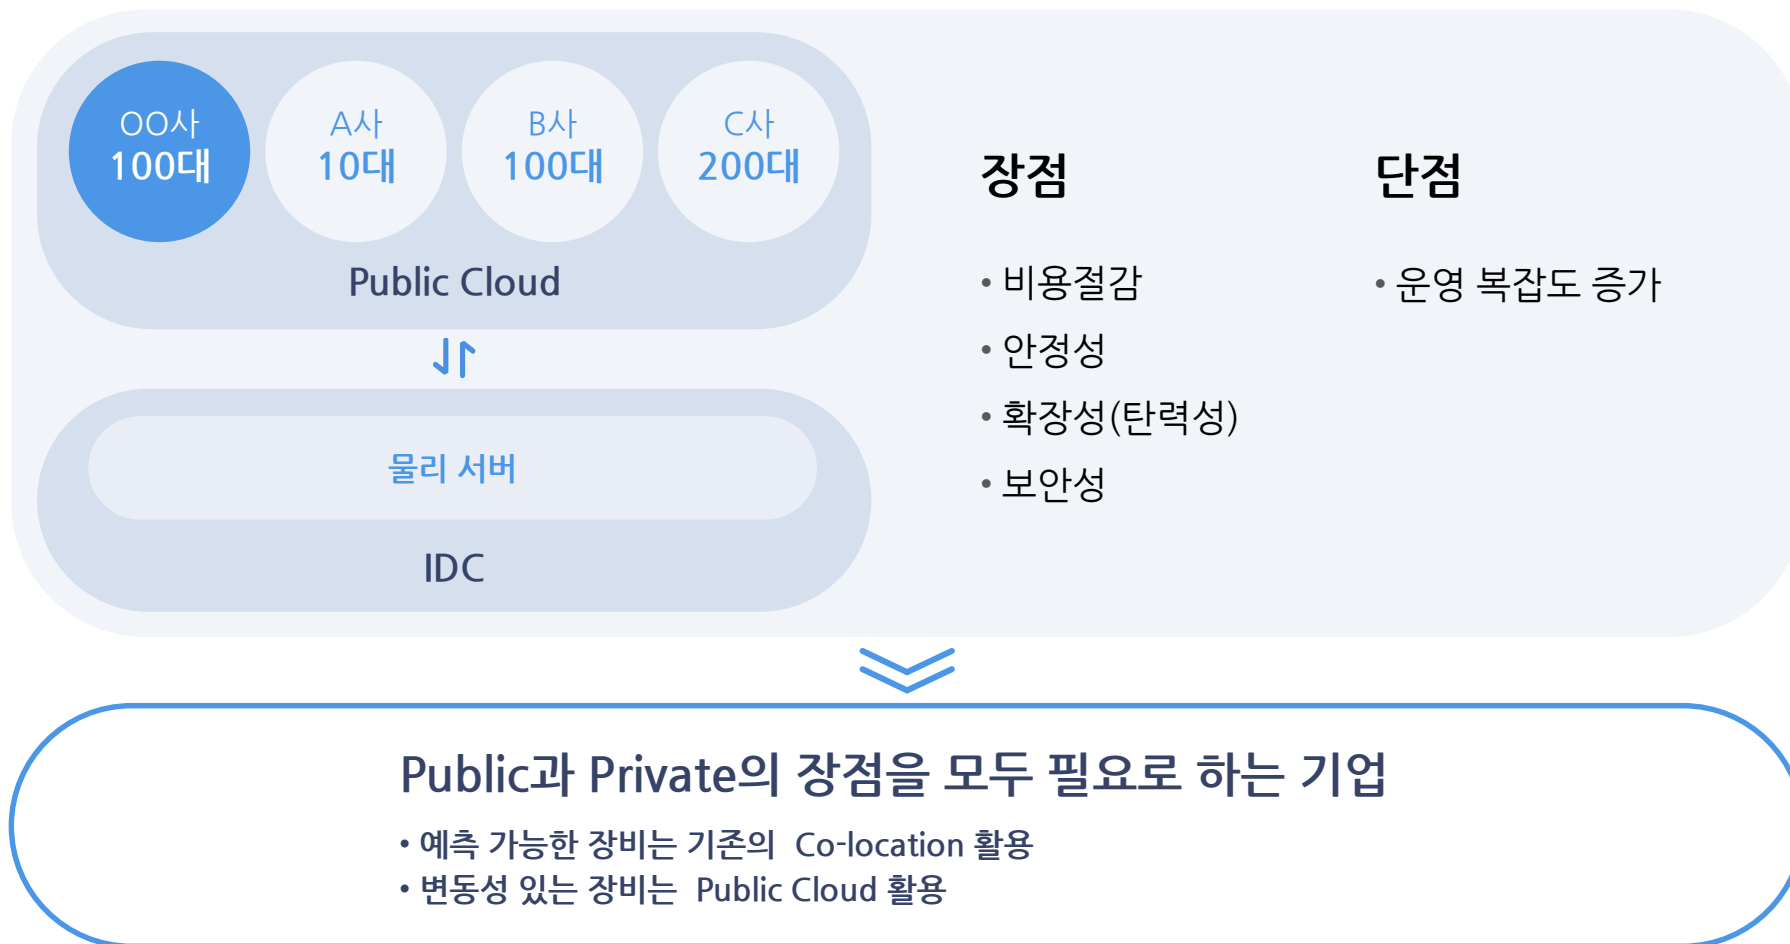 OO사
100대
A사
10대
B사
100대
C사
200대
Public Cloud
물리 서버
IDC
장점
• 비용절감
• 안정성
• 확장성(탄력성)
• 보안성
단점
• 운영 복잡도 증가
Public과 Private의 장점을 모두 필요로 하는 기업
• 예측 가능한 장비는 기존의 Co-location 활용
• 변동성 있는 장비는 Public Cloud 활용